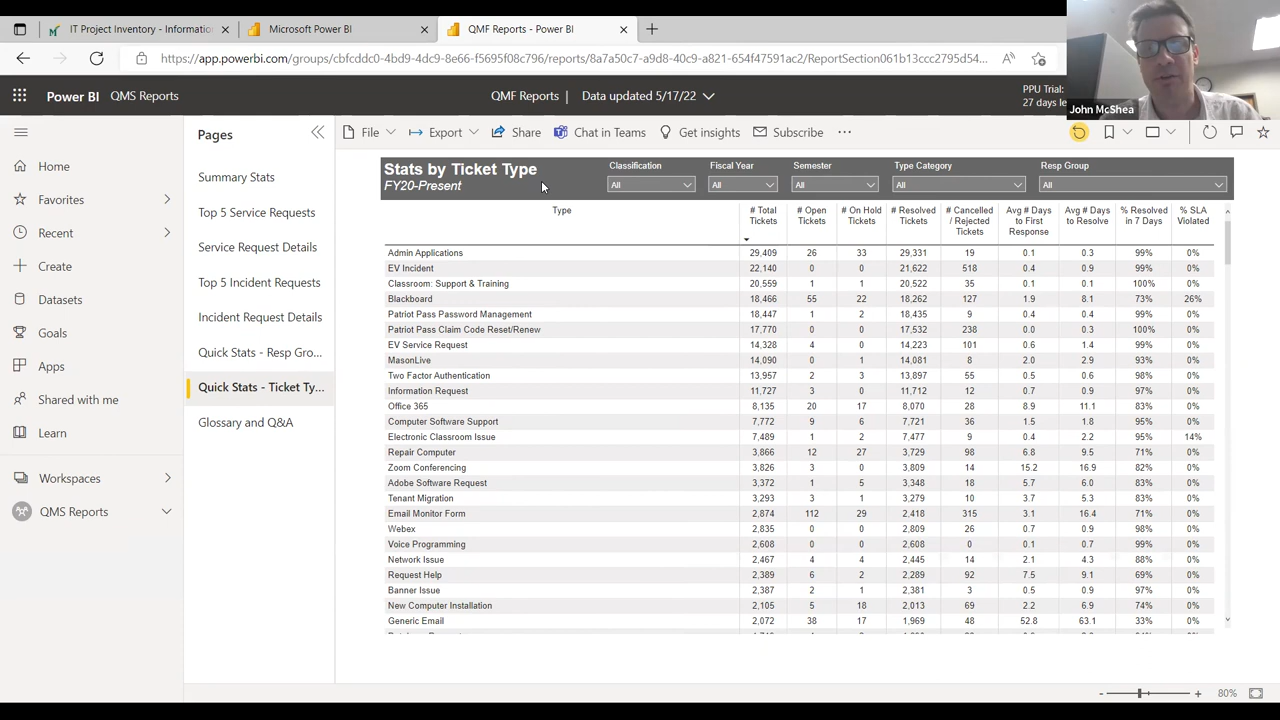 IT Project Inventory - Informatio
Microsoft Power BI
QMF Reports - Power BI
https://app.powerbi.com/groups/cbfcddc0-4bd9-4dc9-8e66-f5695f08c796/reports/8a7a50c7-a9d8-40c9-a821-654f47591ac2/ReportSection061b13ccc2795d54...
Power BI QMS Reports
QMF Reports | Data updated 5/17/22
PPU Trial:
27 days le
John McShea
Pages
File Export Share Chat in Teams Get insights Subscribe ...
Home
Favorites
Recent
Create
Datasets
Goals
Apps
Shared with me
Learn
Workspaces
QMS Reports
Summary Stats
Top 5 Service Requests
Service Request Details
Top 5 Incident Requests
Incident Request Details
Quick Stats - Resp Gro...
Quick Stats - Ticket Ty...
Glossary and Q&A
Stats by Ticket Type
FY20-Present
Classification Fiscal Year Semester Type Category Resp Group
All All All All All
Type # Total Tickets # Open Tickets # On Hold Tickets # Resolved Tickets # Cancelled / Rejected Tickets Avg # Days to First Response Avg # Days to Resolve % Resolved in 7 Days % SLA Violated
Admin Applications 29,409 26 33 29,331 19 0.1 0.3 99% 0%
EV Incident 22,140 0 0 21,622 518 0.4 0.9 99% 0%
Classroom: Support & Training 20,559 1 1 20,522 35 0.1 0.1 100% 0%
Blackboard 18,466 55 22 18,262 127 1.9 8.1 73% 26%
Patriot Pass Password Management 18,447 1 2 18,435 9 0.4 0.4 99% 0%
Patriot Pass Claim Code Reset/Renew 17,770 0 0 17,532 238 0.0 0.3 100% 0%
EV Service Request 14,328 4 0 14,223 101 0.6 1.4 99% 0%
MasonLive 14,090 0 1 14,081 8 2.0 2.9 93% 0%
Two Factor Authentication 13,957 2 3 13,897 55 0.5 0.6 98% 0%
Information Request 11,727 3 0 11,712 12 0.7 0.9 97% 0%
Office 365 8,135 20 17 8,070 28 8.9 11.1 83% 0%
Computer Software Support 7,772 9 6 7,721 36 1.5 1.8 95% 0%
Electronic Classroom Issue 7,489 1 2 7,477 9 0.4 2.2 95% 14%
Repair Computer 3,866 12 27 3,729 98 6.8 9.5 71% 0%
Zoom Conferencing 3,826 3 0 3,809 14 15.2 16.9 82% 0%
Adobe Software Request 3,372 1 5 3,348 18 5.7 6.0 83% 0%
Tenant Migration 3,293 3 1 3,279 10 3.7 5.3 83% 0%
Email Monitor Form 2,874 112 29 2,418 315 3.1 16.4 71% 0%
Webex 2,835 0 0 2,809 26 0.7 0.9 98% 0%
Voice Programming 2,608 0 0 2,608 0 0.1 0.7 99% 0%
Network Issue 2,467 4 4 2,445 14 2.1 4.3 88% 0%
Request Help 2,389 6 2 2,289 92 7.5 9.1 69% 0%
Banner Issue 2,387 2 1 2,381 3 0.5 0.9 97% 0%
New Computer Installation 2,105 5 18 2,013 69 2.2 6.9 74% 0%
Generic Email 2,072 38 17 1,969 48 52.8 63.1 33% 0%
80%